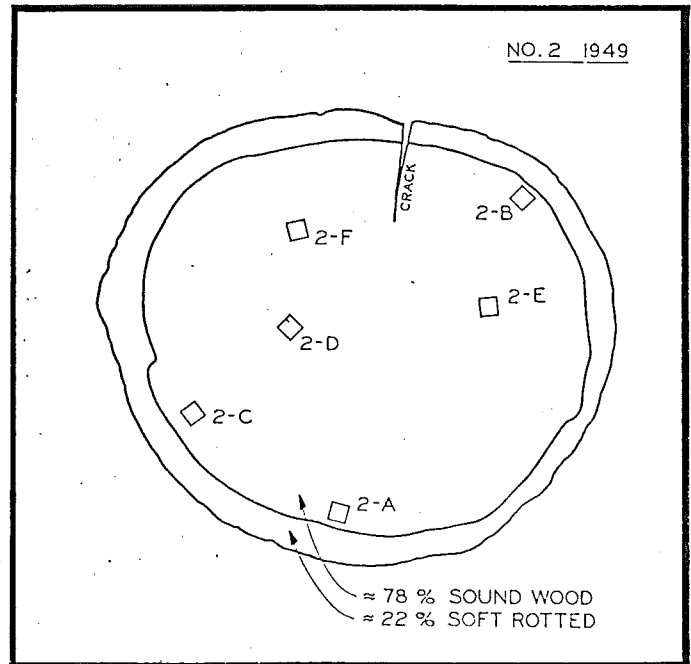 NO. 2 1949
CRACK
2-B
2-F
2-E
2-D
2-C
2-A
≈ 78 % SOUND WOOD
≈ 22 % SOFT ROTTED